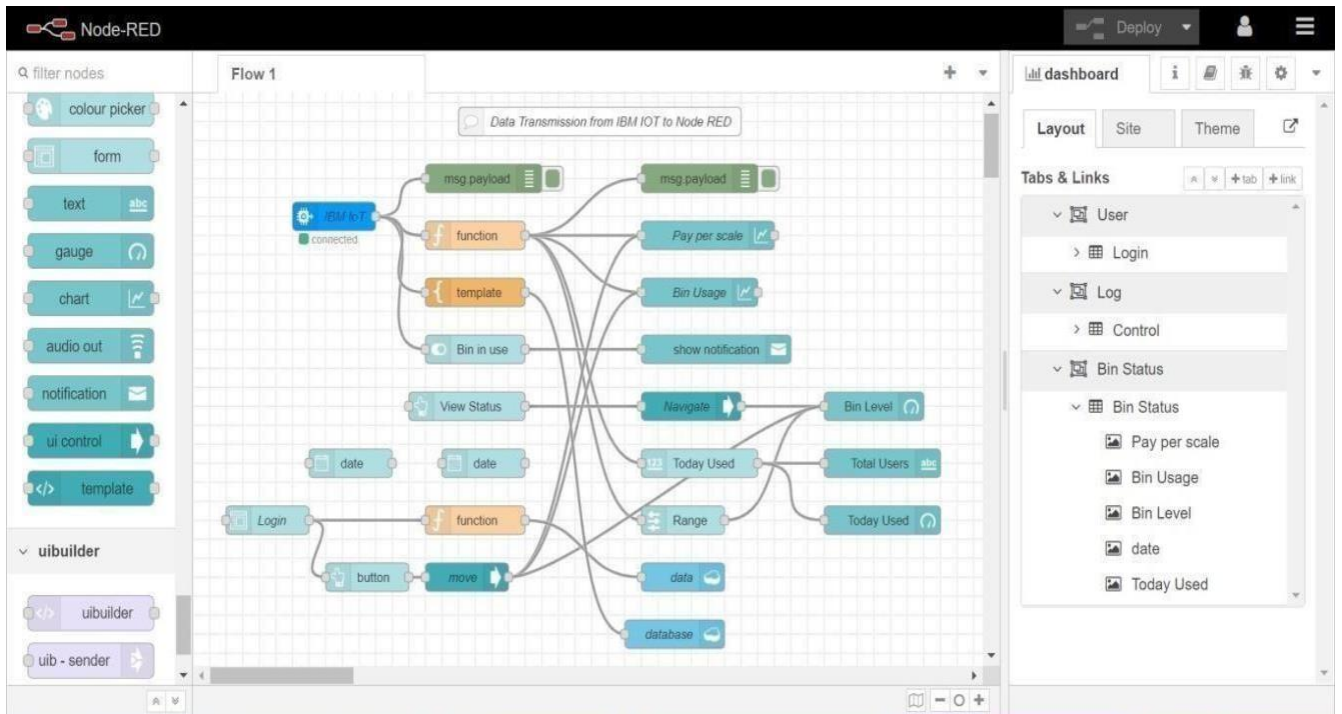 Node-RED
Deploy
filter nodes
colour picker
form
text
abc
gauge
chart
audio out
notification
ui control
template
uibuilder
uibuilder
uib - sender
Flow 1
Data Transmission from IBM IOT to Node RED
msg.payload
msg.payload
IBM IoT
connected
function
Pay per scale
template
Bin Usage
Bin in use
show notification
View Status
Navigate
Bin Level
date
date
123
Today Used
Total Users
abc
Login
function
Range
Today Used
button
move
data
database
dashboard
i
Layout
Site
Theme
Tabs & Links
+tab
+link
User
Login
Log
Control
Bin Status
Bin Status
Pay per scale
Bin Usage
Bin Level
date
Today Used